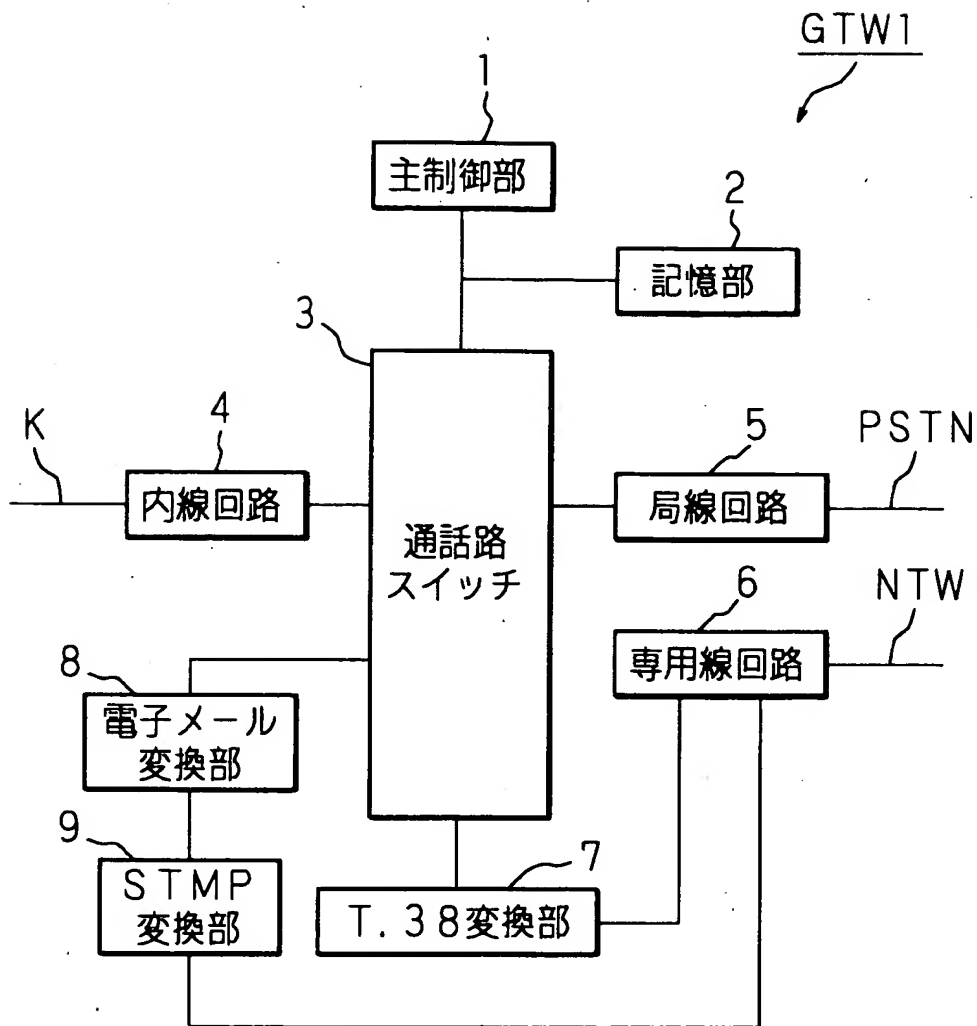 GTW1
1
主制御部
2
記憶部
3
通話路
スイッチ
K
4
内線回路
5
局線回路
PSTN
6
専用線回路
NTW
8
電子メール
変換部
9
STMP
変換部
7
T.38変換部